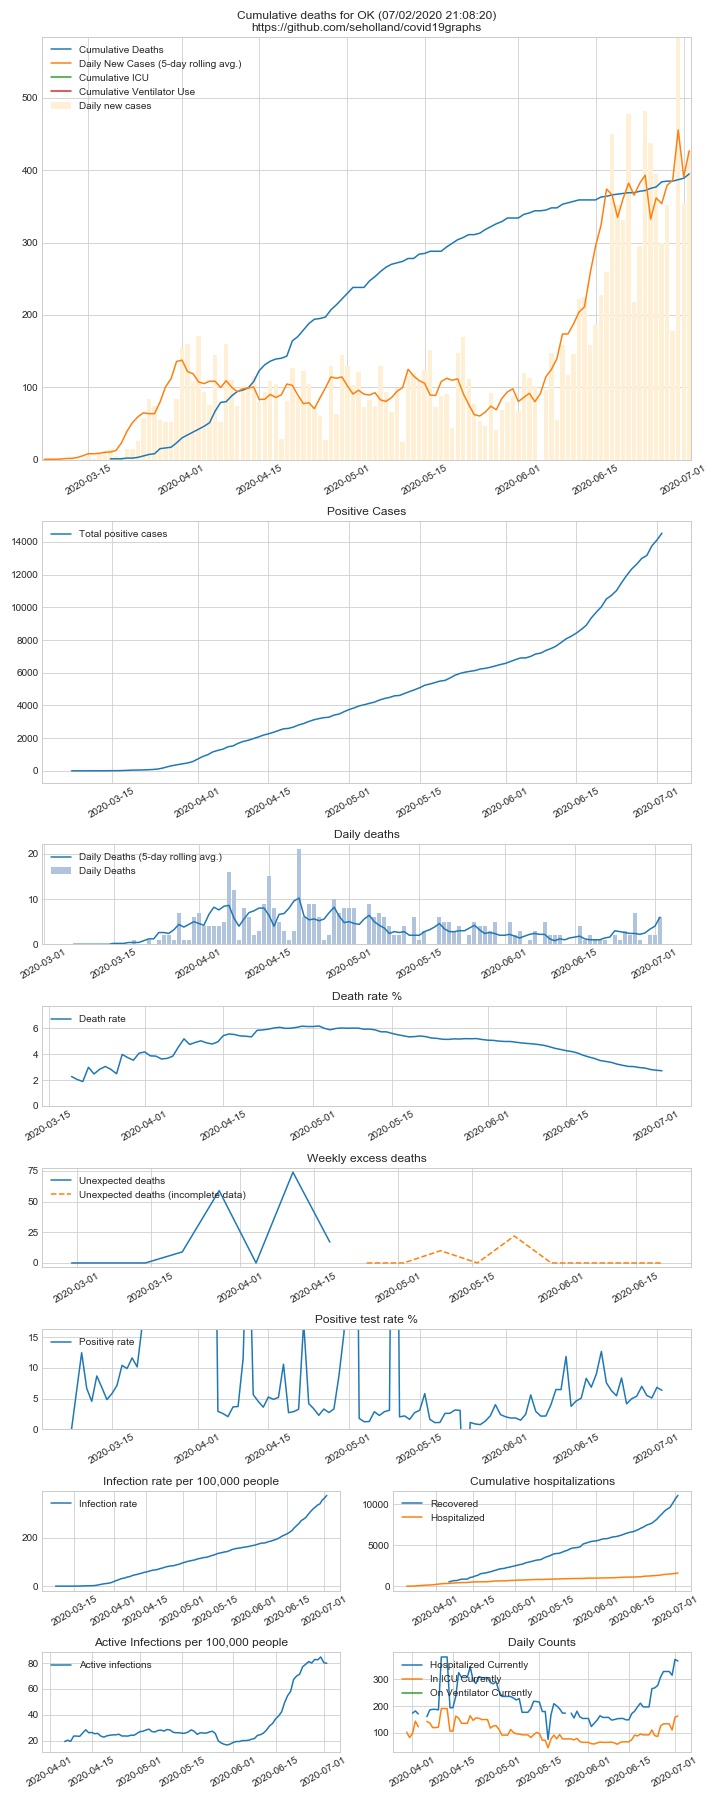 Cumulative deaths for OK (07/02/2020 21:08:20)
https://github.com/seholland/covid19graphs
Cumulative Deaths
Daily New Cases (5-day rolling avg.)
Cumulative ICU
Cumulative Ventilator Use
Daily new cases
500
400
300
200
100
0
2020-03-15 2020-04-01 2020-04-15 2020-05-01 2020-05-15 2020-06-01 2020-06-15 2020-07-01
Positive Cases
Total positive cases
14000
12000
10000
8000
6000
4000
2000
0
2020-03-15 2020-04-01 2020-04-15 2020-05-01 2020-05-15 2020-06-01 2020-06-15 2020-07-01
Daily deaths
Daily Deaths (5-day rolling avg.)
Daily Deaths
20
10
0
2020-03-01 2020-03-15 2020-04-01 2020-04-15 2020-05-01 2020-05-15 2020-06-01 2020-06-15 2020-07-01
Death rate %
Death rate
6
4
2
0
2020-03-15 2020-04-01 2020-04-15 2020-05-01 2020-05-15 2020-06-01 2020-06-15 2020-07-01
Weekly excess deaths
Unexpected deaths
Unexpected deaths (incomplete data)
75
50
25
0
2020-03-01 2020-03-15 2020-04-01 2020-04-15 2020-05-01 2020-05-15 2020-06-01 2020-06-15
Positive test rate %
Positive rate
15
10
5
0
2020-03-15 2020-04-01 2020-04-15 2020-05-01 2020-05-15 2020-06-01 2020-06-15 2020-07-01
Infection rate per 100,000 people
Infection rate
200
0
2020-03-15 2020-04-01 2020-04-15 2020-05-01 2020-05-15 2020-06-01 2020-06-15 2020-07-01
Cumulative hospitalizations
Recovered
Hospitalized
10000
5000
0
2020-04-01 2020-04-15 2020-05-01 2020-05-15 2020-06-01 2020-06-15 2020-07-01
Active Infections per 100,000 people
Active infections
80
60
40
20
2020-04-01 2020-04-15 2020-05-01 2020-05-15 2020-06-01 2020-06-15 2020-07-01
Daily Counts
Hospitalized Currently
In ICU Currently
On Ventilator Currently
300
200
100
2020-04-01 2020-04-15 2020-05-01 2020-05-15 2020-06-01 2020-06-15 2020-07-01